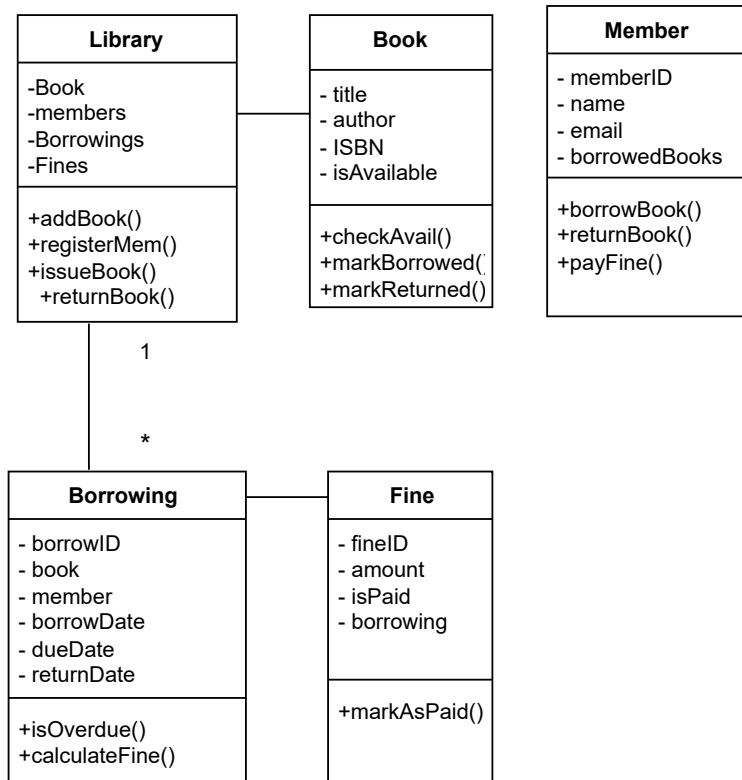 Library
-Book
-members
-Borrowings
-Fines
+addBook()
+registerMem()
+issueBook()
+returnBook()
Book
- title
- author
- ISBN
- isAvailable
+checkAvail()
+markBorrowed()
+markReturned()
Member
- memberID
- name
- email
- borrowedBooks
+borrowBook()
+returnBook()
+payFine()
1
*
Borrowing
- borrowID
- book
- member
- borrowDate
- dueDate
- returnDate
+isOverdue()
+calculateFine()
Fine
- fineID
- amount
- isPaid
- borrowing
+markAsPaid()